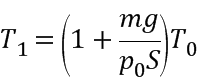 T₁ = (1 + mg / p₀S) T₀